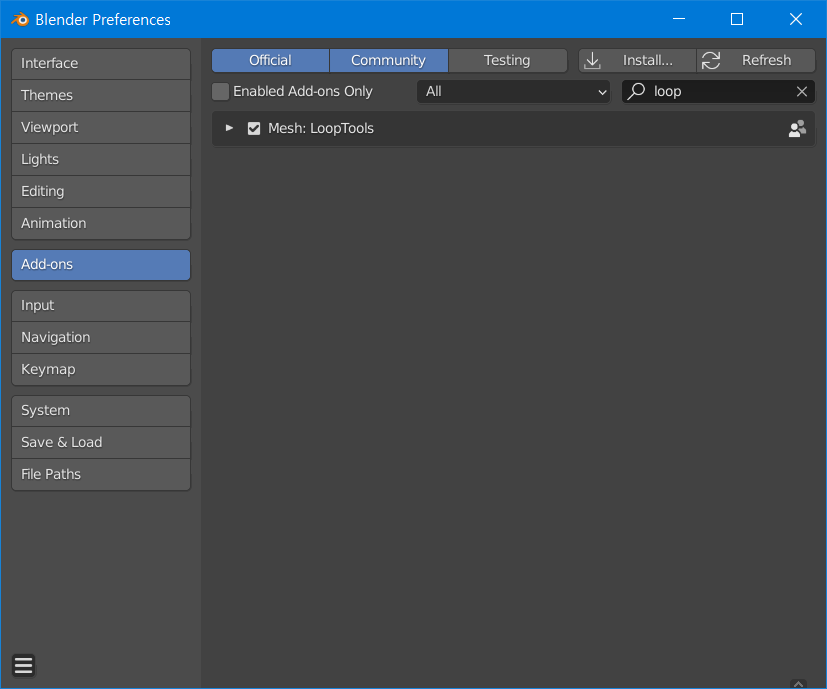 Blender Preferences
Interface
Themes
Viewport
Lights
Editing
Animation
Add-ons
Input
Navigation
Keymap
System
Save & Load
File Paths
Official Community Testing Install... Refresh
Enabled Add-ons Only All loop
Mesh: LoopTools